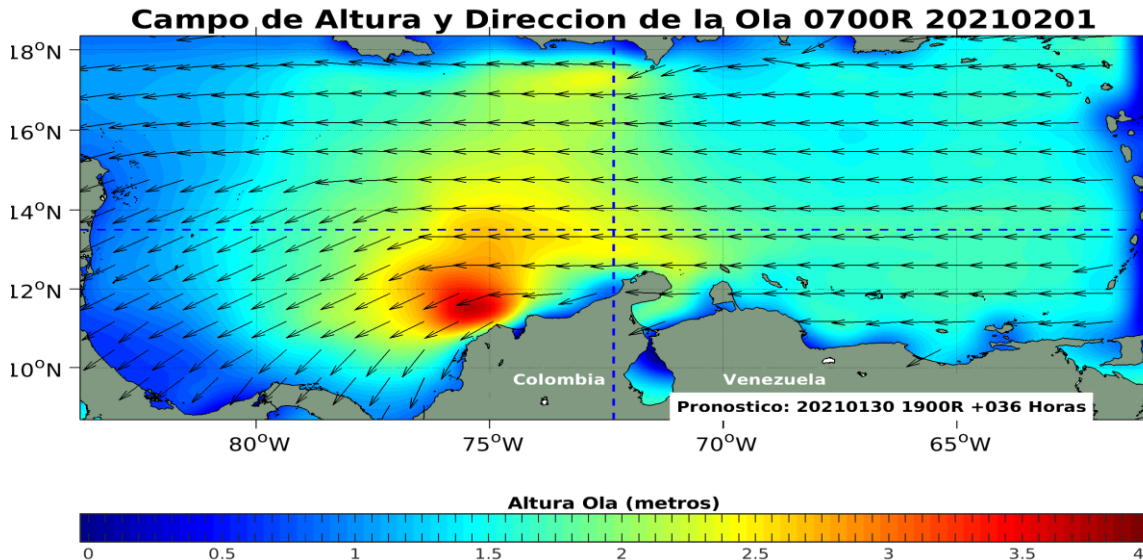 Campo de Altura y Direccion de la Ola 0700R 20210201
18°N
16°N
14°N
12°N
10°N
Colombia
Venezuela
Pronostico: 20210130 1900R +036 Horas
80°W 75°W 70°W 65°W
Altura Ola (metros)
0 0.5 1 1.5 2 2.5 3 3.5 4